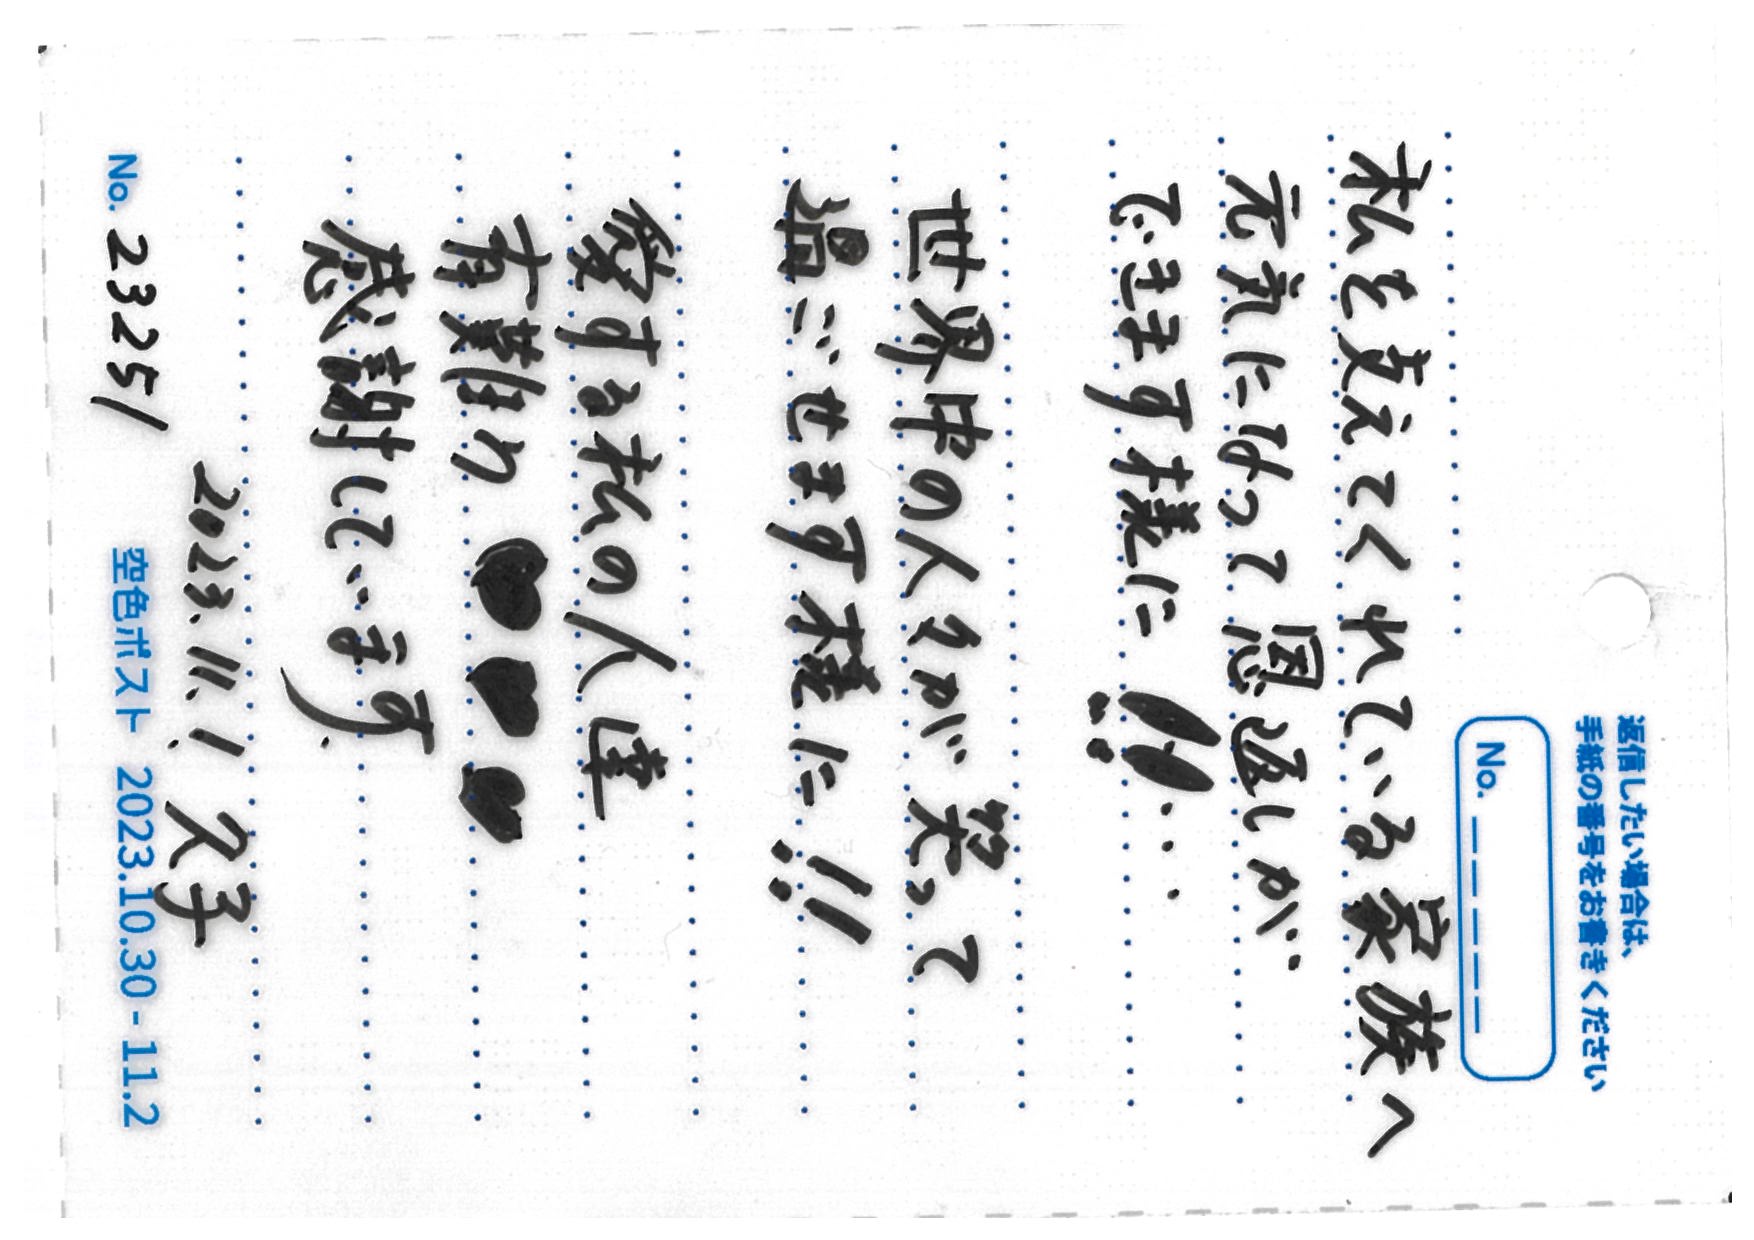 返信したい場合は、
手紙の番号をお書きください
No. _ _ _ _ _
私を支えてくれている家族へ
元気になって恩返しが
できます様に!!...
世界中の人々が笑って
過ごせます様に!!
愛する私の人達
有難う♥♥♥
感謝しています.
2023.11.1 久子
No. 23251 空色ポスト 2023.10.30 - 11.2